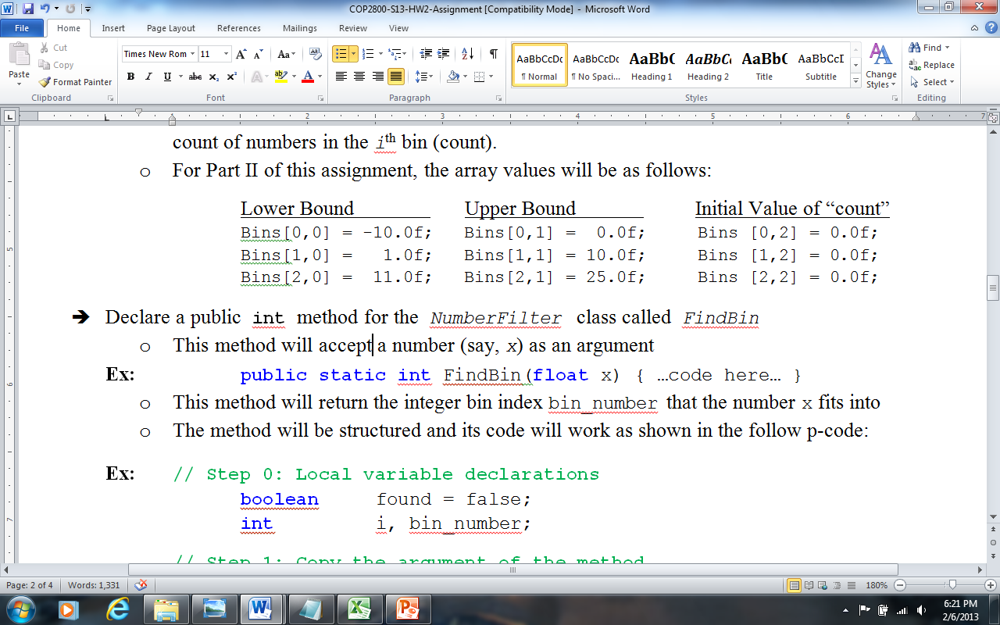 COP2800-S13-HW2-Assignment [Compatibility Mode] - Microsoft Word
File Home Insert Page Layout References Mailings Review View
Paste
Cut
Copy
Format Painter
Clipboard
Times New Rom 11
Font
Paragraph
AaBbCcDc AaBbCcDc AaBbC AaBbC AaBbC AaBbCcI
¶ Normal ¶ No Spaci... Heading 1 Heading 2 Title Subtitle
Change Styles
Styles
Find
Replace
Select
Editing
2 3 4 5 6 7
count of numbers in the ith bin (count).
o For Part II of this assignment, the array values will be as follows:
Lower Bound Upper Bound Initial Value of “count”
Bins[0,0] = -10.0f; Bins[0,1] = 0.0f; Bins [0,2] = 0.0f;
Bins[1,0] = 1.0f; Bins[1,1] = 10.0f; Bins [1,2] = 0.0f;
Bins[2,0] = 11.0f; Bins[2,1] = 25.0f; Bins [2,2] = 0.0f;
➔ Declare a public int method for the NumberFilter class called FindBin
o This method will accept a number (say, x) as an argument
Ex: public static int FindBin(float x) { …code here… }
o This method will return the integer bin index bin_number that the number x fits into
o The method will be structured and its code will work as shown in the follow p-code:
Ex: // Step 0: Local variable declarations
boolean found = false;
int i, bin_number;
// Step 1: Copy the argument of the method
Page: 2 of 4 Words: 1,331 180%
6:21 PM
2/6/2013